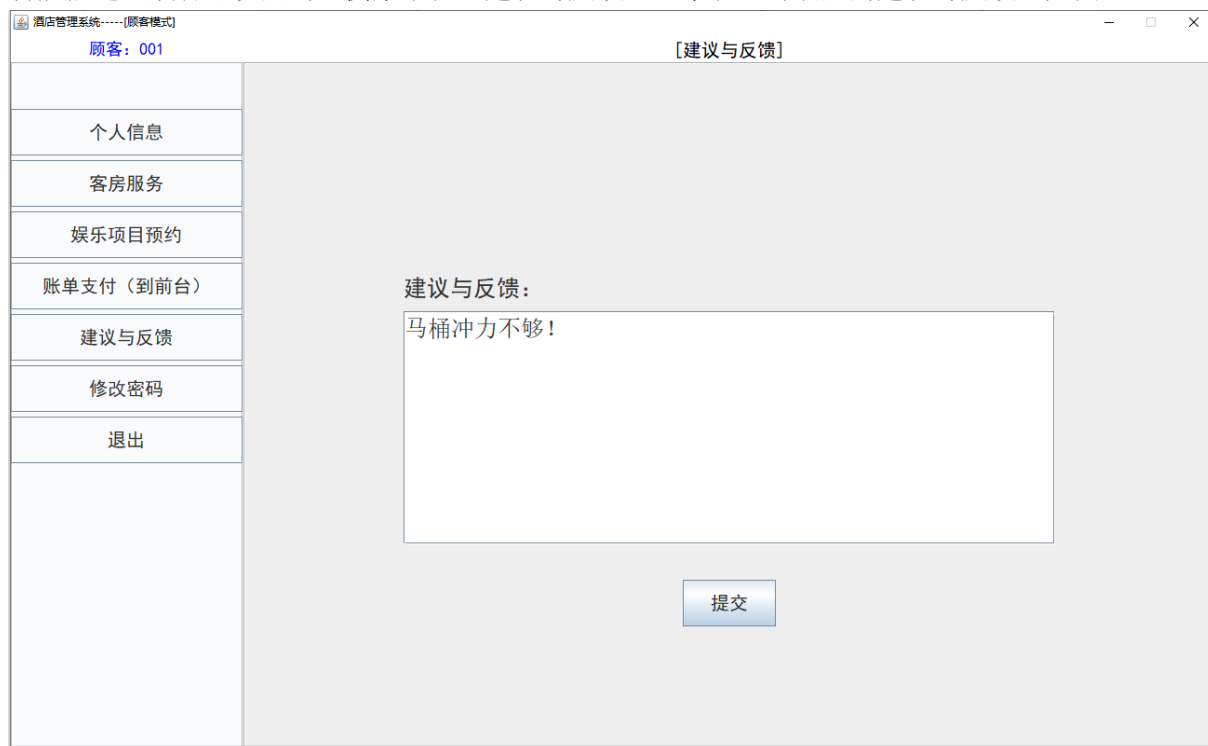 酒店管理系统-----[顾客模式]
顾客：001
[建议与反馈]
个人信息
客房服务
娱乐项目预约
账单支付（到前台）
建议与反馈
修改密码
退出
建议与反馈：
马桶冲力不够！
提交